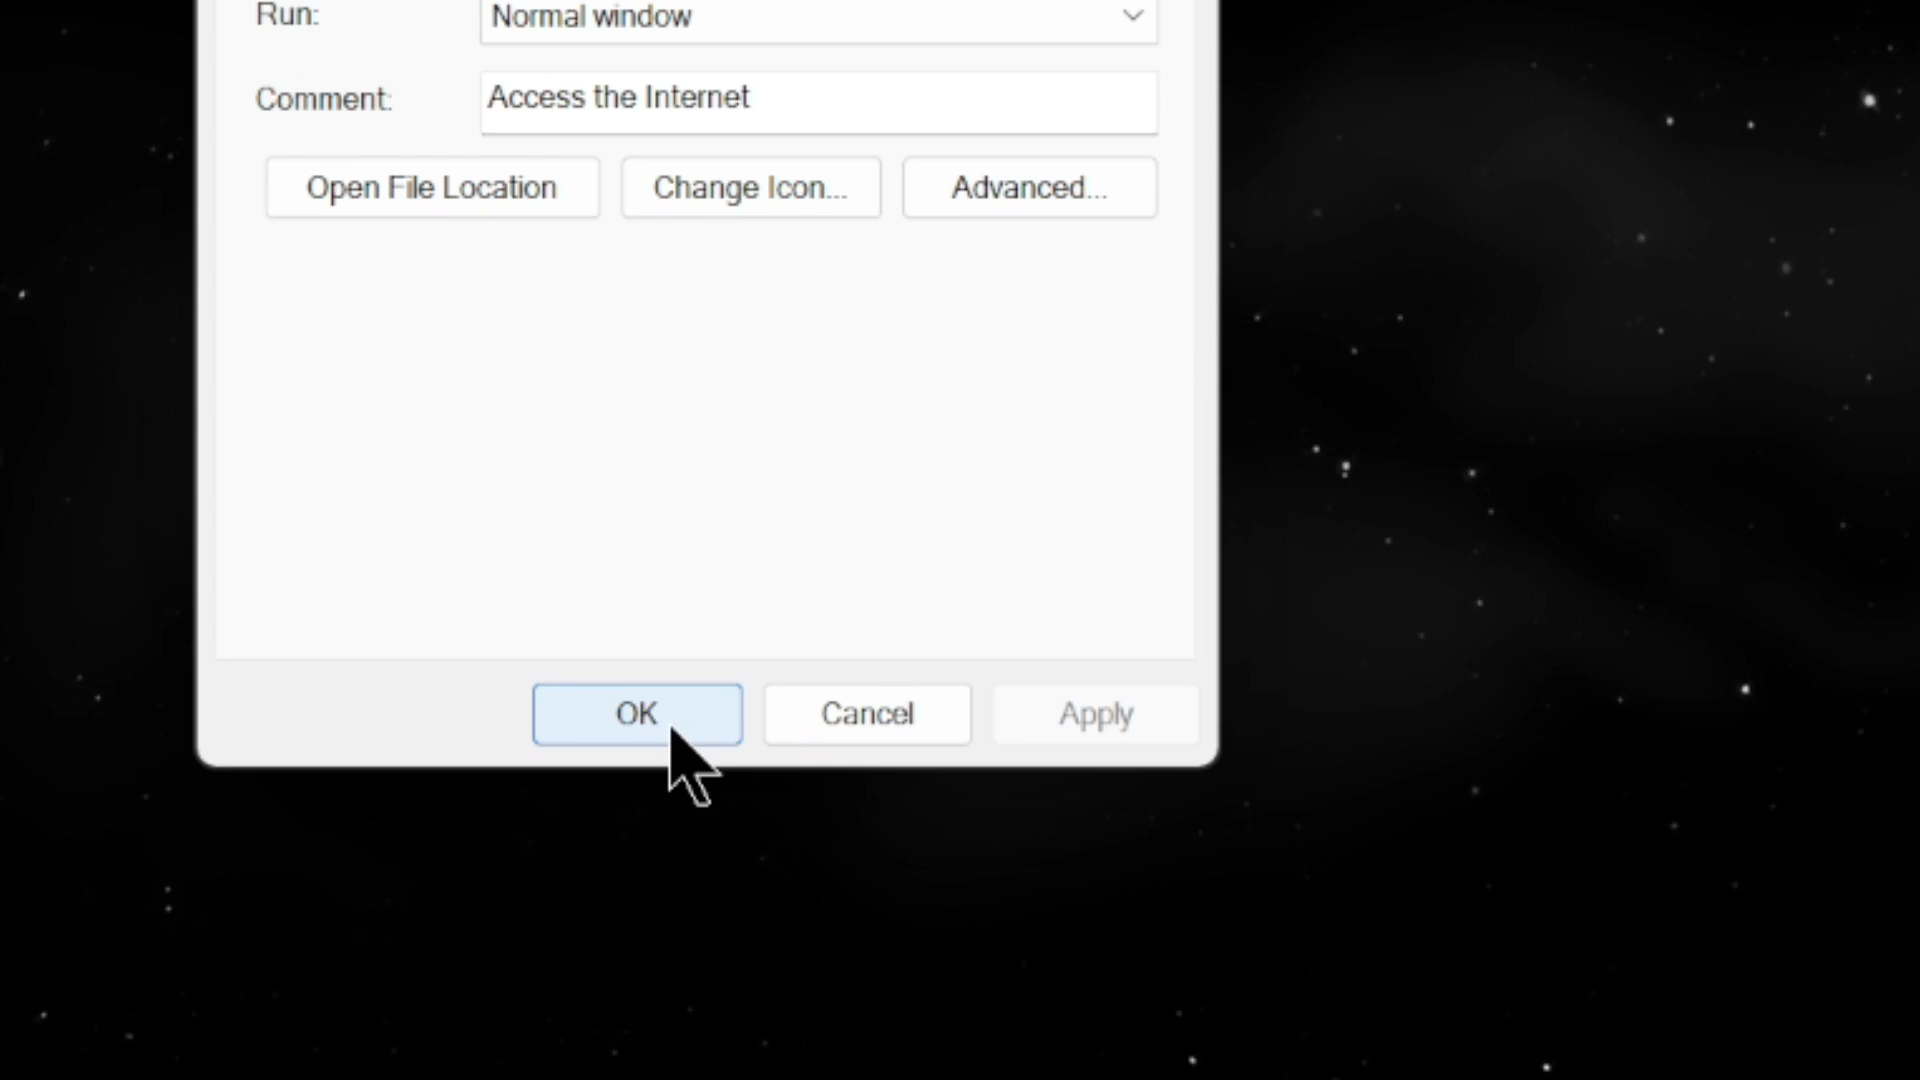 Run: Normal window
Comment: Access the Internet
Open File Location Change Icon... Advanced...
OK Cancel Apply